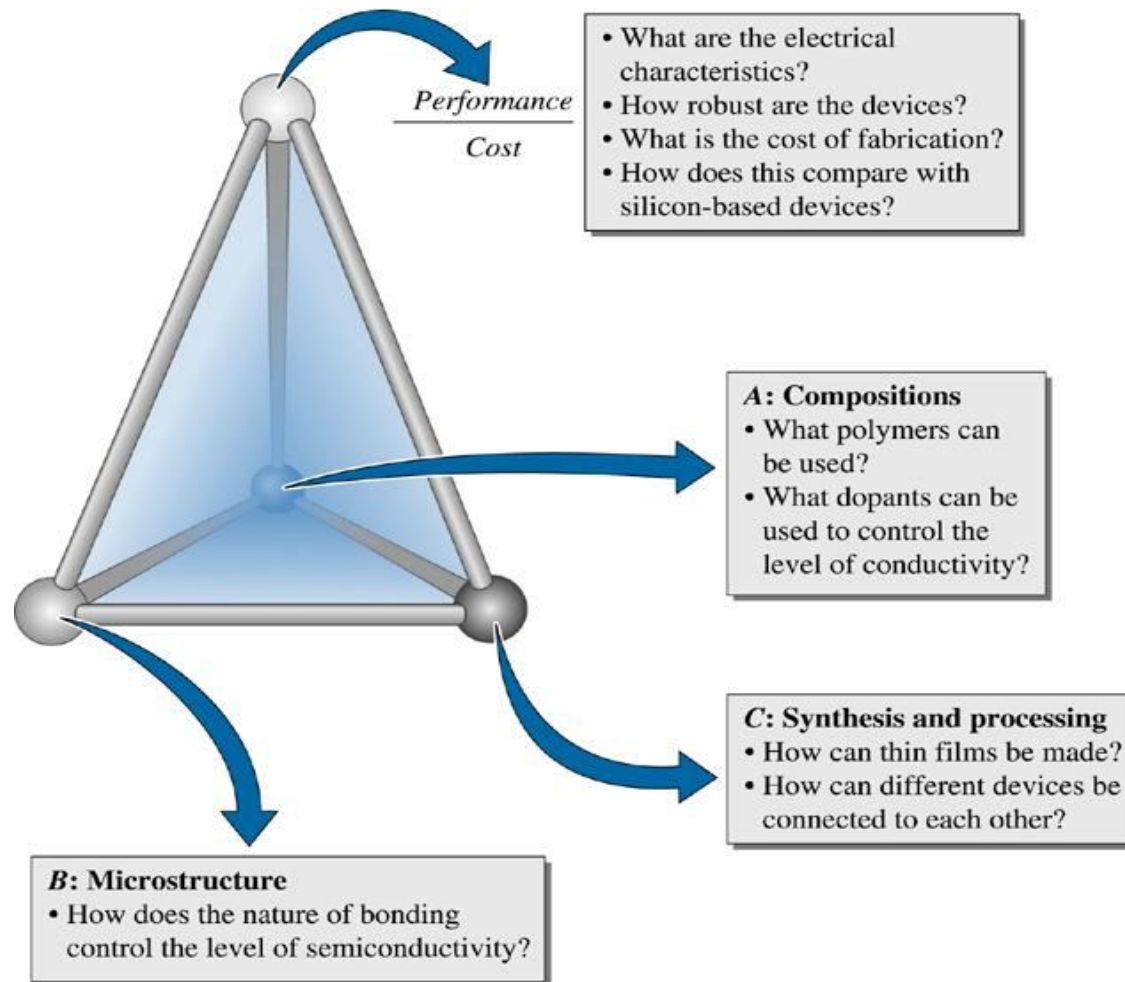 Performance
Cost
• What are the electrical
characteristics?
• How robust are the devices?
• What is the cost of fabrication?
• How does this compare with
silicon-based devices?
A: Compositions
• What polymers can
be used?
• What dopants can be
used to control the
level of conductivity?
C: Synthesis and processing
• How can thin films be made?
• How can different devices be
connected to each other?
B: Microstructure
• How does the nature of bonding
control the level of semiconductivity?